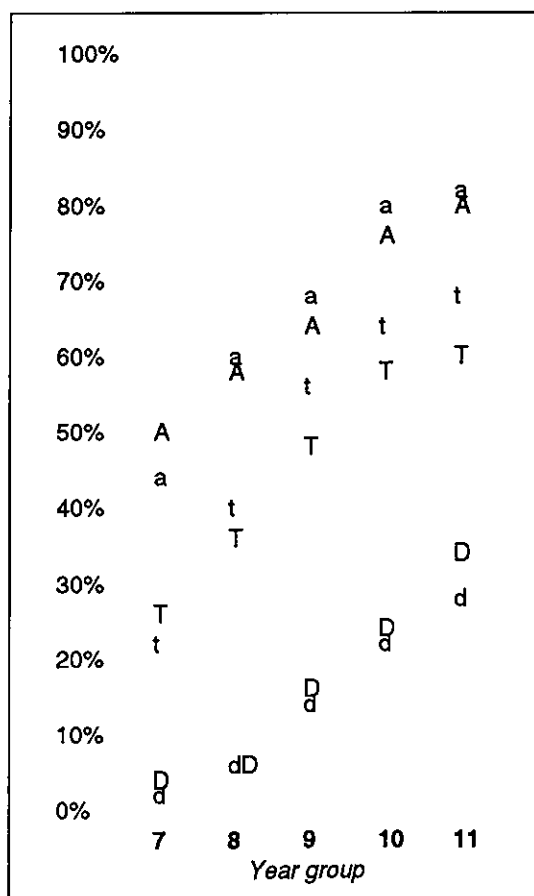 100%
90%
a
80% a A A
A
70%
a t
A t
60% a T
A t T
50% A
T
a
40% t
T
D
30%
T d
D
20% t d
D
d
10%
D dD
0% d
7 8 9 10 11
Year group